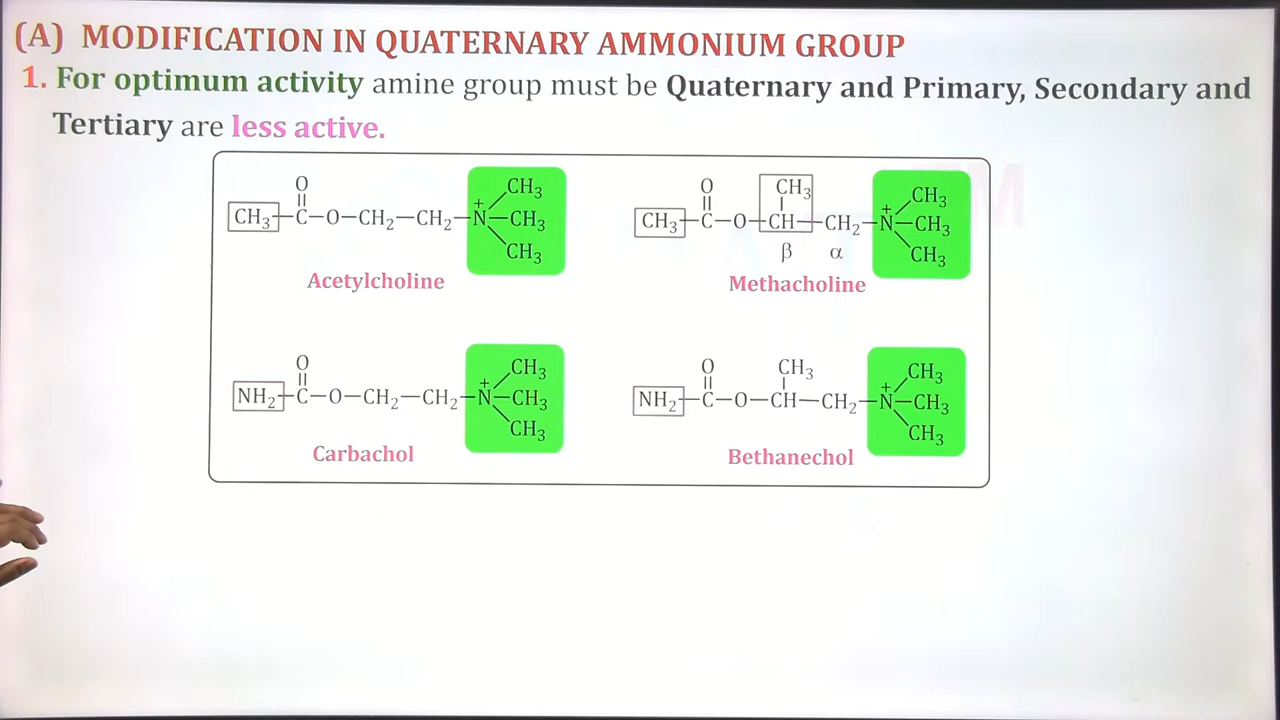 (A) MODIFICATION IN QUATERNARY AMMONIUM GROUP
1. For optimum activity amine group must be Quaternary and Primary, Secondary and
Tertiary are less active.
O
||
CH₃—C—O—CH₂—CH₂—N⁺—CH₃
CH₃
CH₃
Acetylcholine
O
||
CH₃
CH₃—C—O—CH—CH₂—N⁺—CH₃
CH₃
CH₃
β α
Methacholine
O
||
NH₂—C—O—CH₂—CH₂—N⁺—CH₃
CH₃
CH₃
Carbachol
O
||
CH₃
NH₂—C—O—CH—CH₂—N⁺—CH₃
CH₃
CH₃
Bethanechol